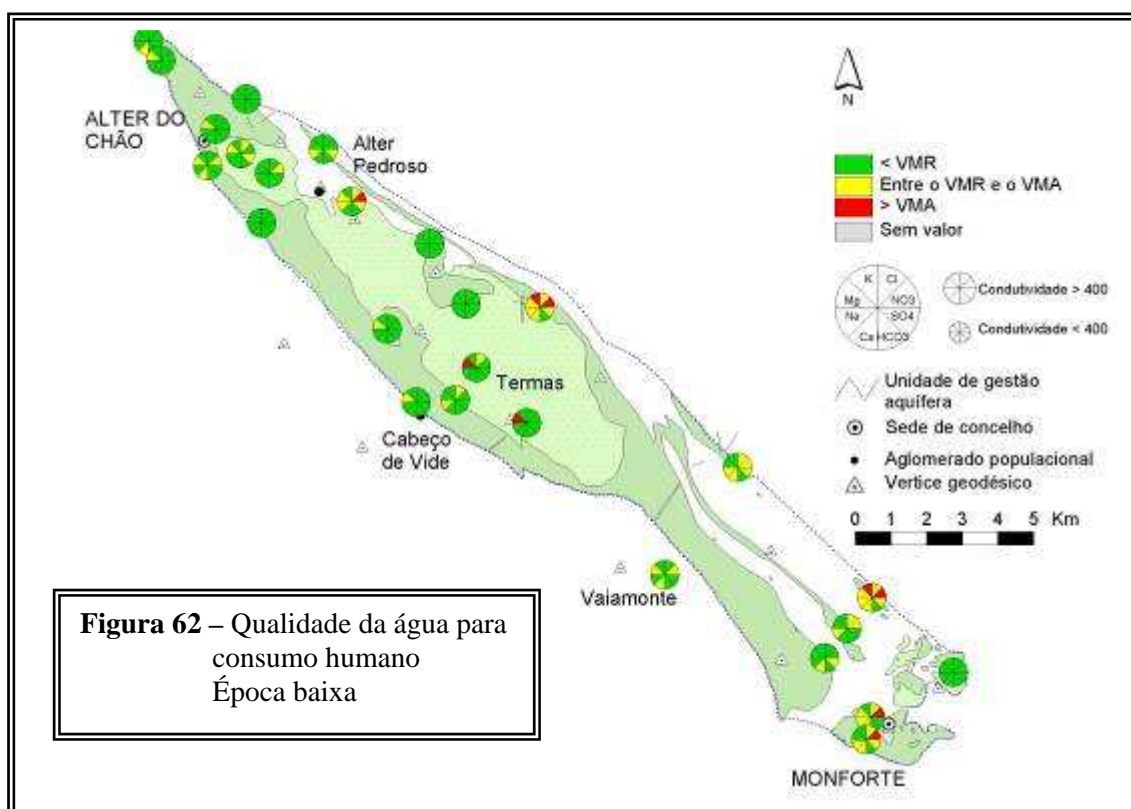 ALTER DO
CHÃO
Alter
Pedroso
Termas
Cabeço
de Vide
Vaiamonte
MONFORTE
N
< VMR
Entre o VMR e o VMA
> VMA
Sem valor
K Cl
Mg NO3
Na SO4
Ca HCO3
Condutividade > 400
Condutividade < 400
Unidade de gestão
aquífera
Sede de concelho
Aglomerado populacional
Vertice geodésico
0 1 2 3 4 5 Km
Figura 62 – Qualidade da água para
consumo humano
Época baixa